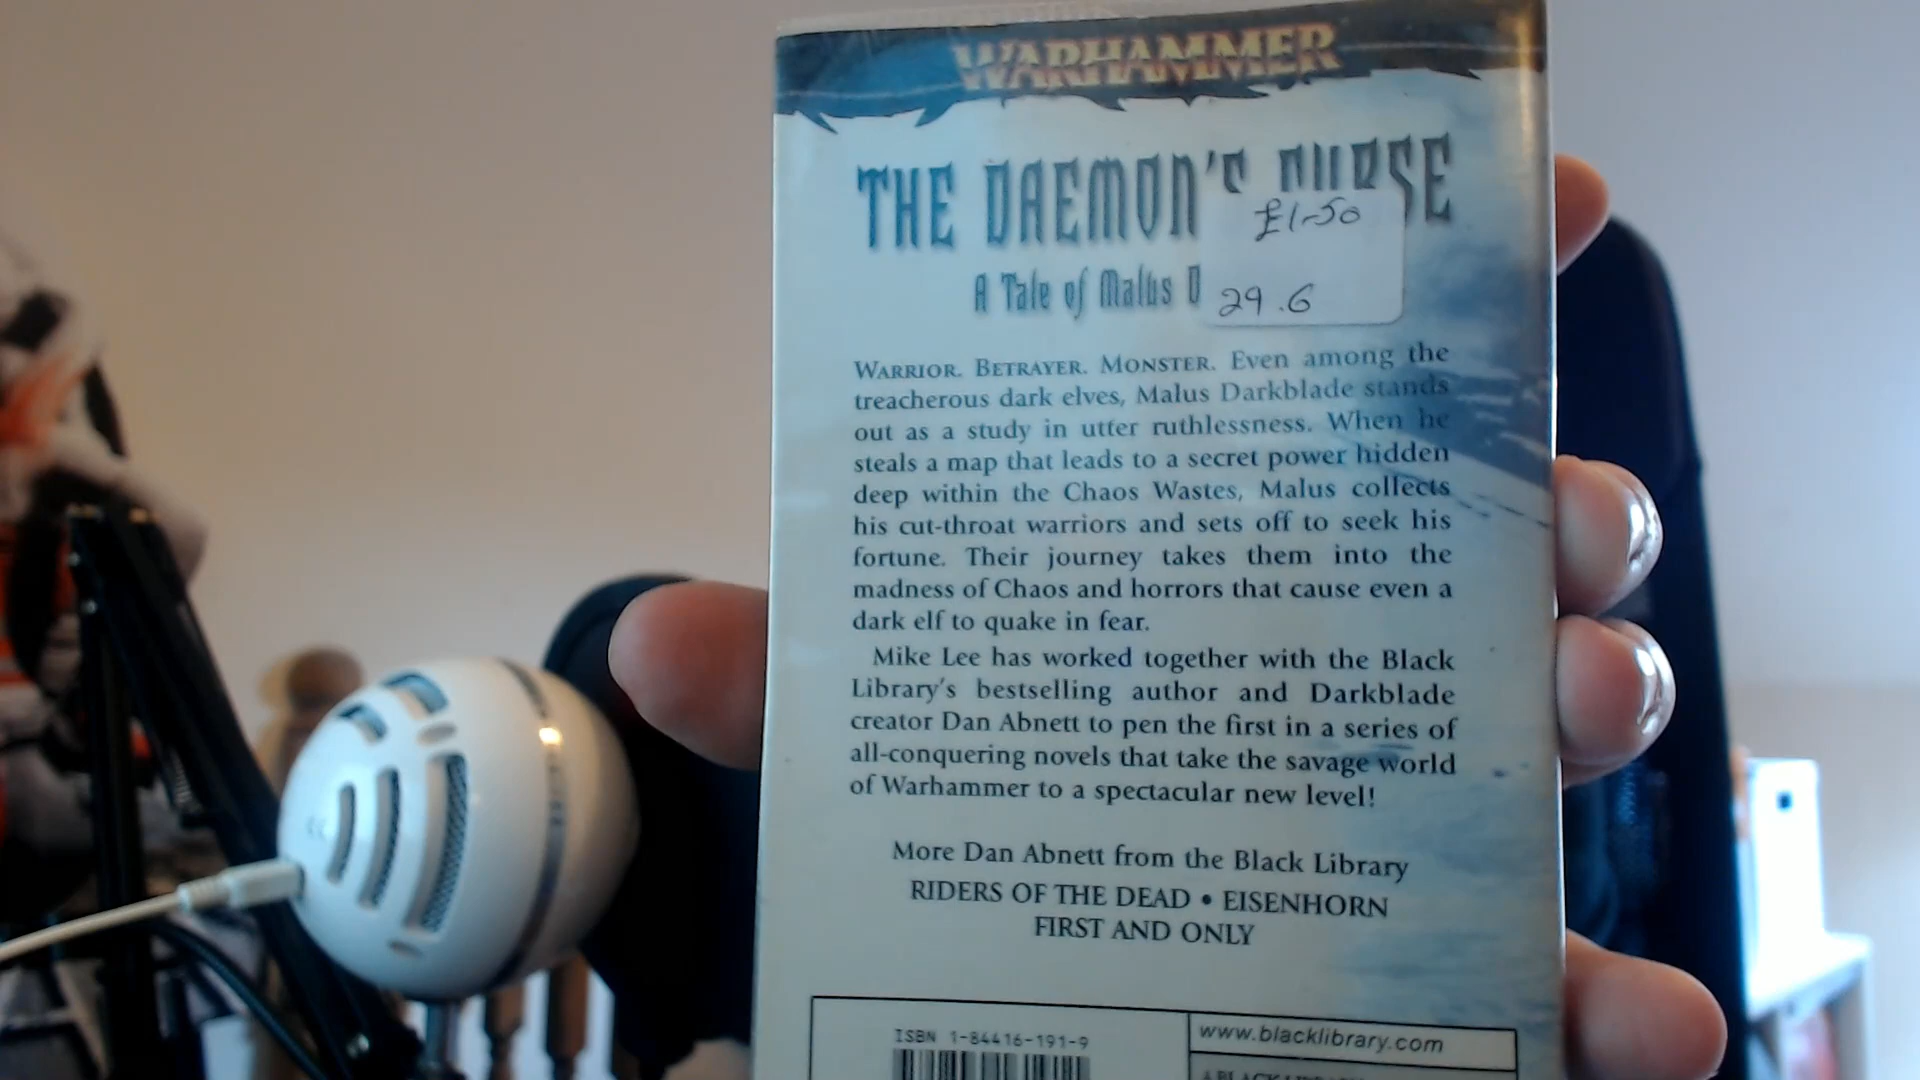 WARHAMMER
THE DAEMON'S CURSE
£1-50
A Tale of Malus D
29.6
WARRIOR. BETRAYER. MONSTER. Even among the
treacherous dark elves, Malus Darkblade stands
out as a study in utter ruthlessness. When he
steals a map that leads to a secret power hidden
deep within the Chaos Wastes, Malus collects
his cut-throat warriors and sets off to seek his
fortune. Their journey takes them into the
madness of Chaos and horrors that cause even a
dark elf to quake in fear.
Mike Lee has worked together with the Black
Library's bestselling author and Darkblade
creator Dan Abnett to pen the first in a series of
all-conquering novels that take the savage world
of Warhammer to a spectacular new level!
More Dan Abnett from the Black Library
RIDERS OF THE DEAD • EISENHORN
FIRST AND ONLY
ISBN 1-84416-191-9
www.blacklibrary.com